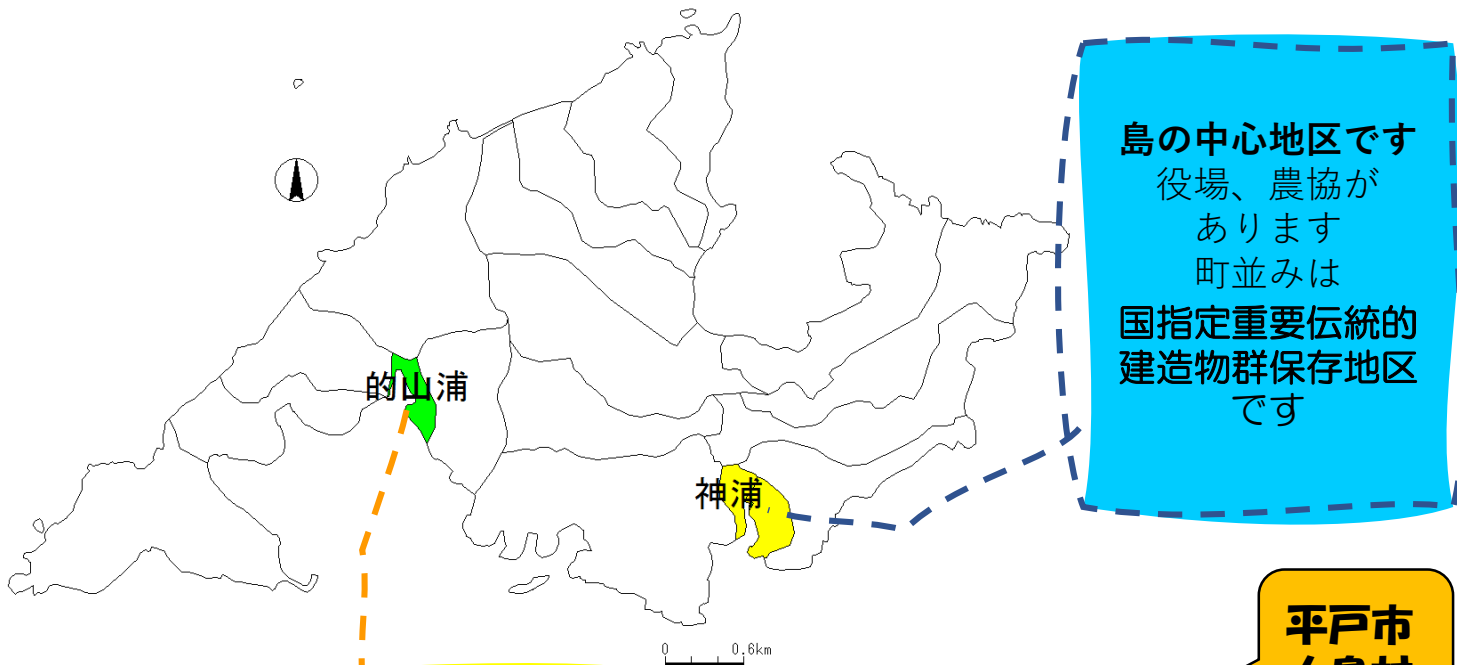 島の中心地区です
役場、農協が
あります
町並みは
国指定重要伝統的
建造物群保存地区
です
的山浦
神浦
0 0.6km
平戸市